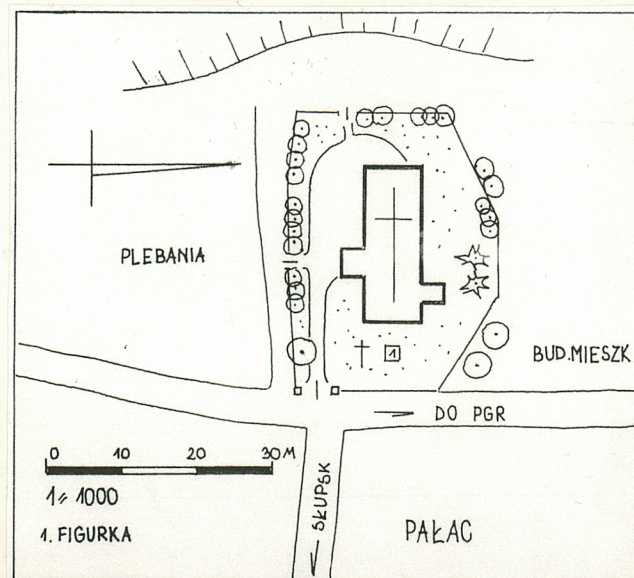 PLEBANIA
BUD. MIESZK
1
DO PGR
0 10 20 30 M
1÷1000
SŁUPSK
1. FIGURKA
PAŁAC